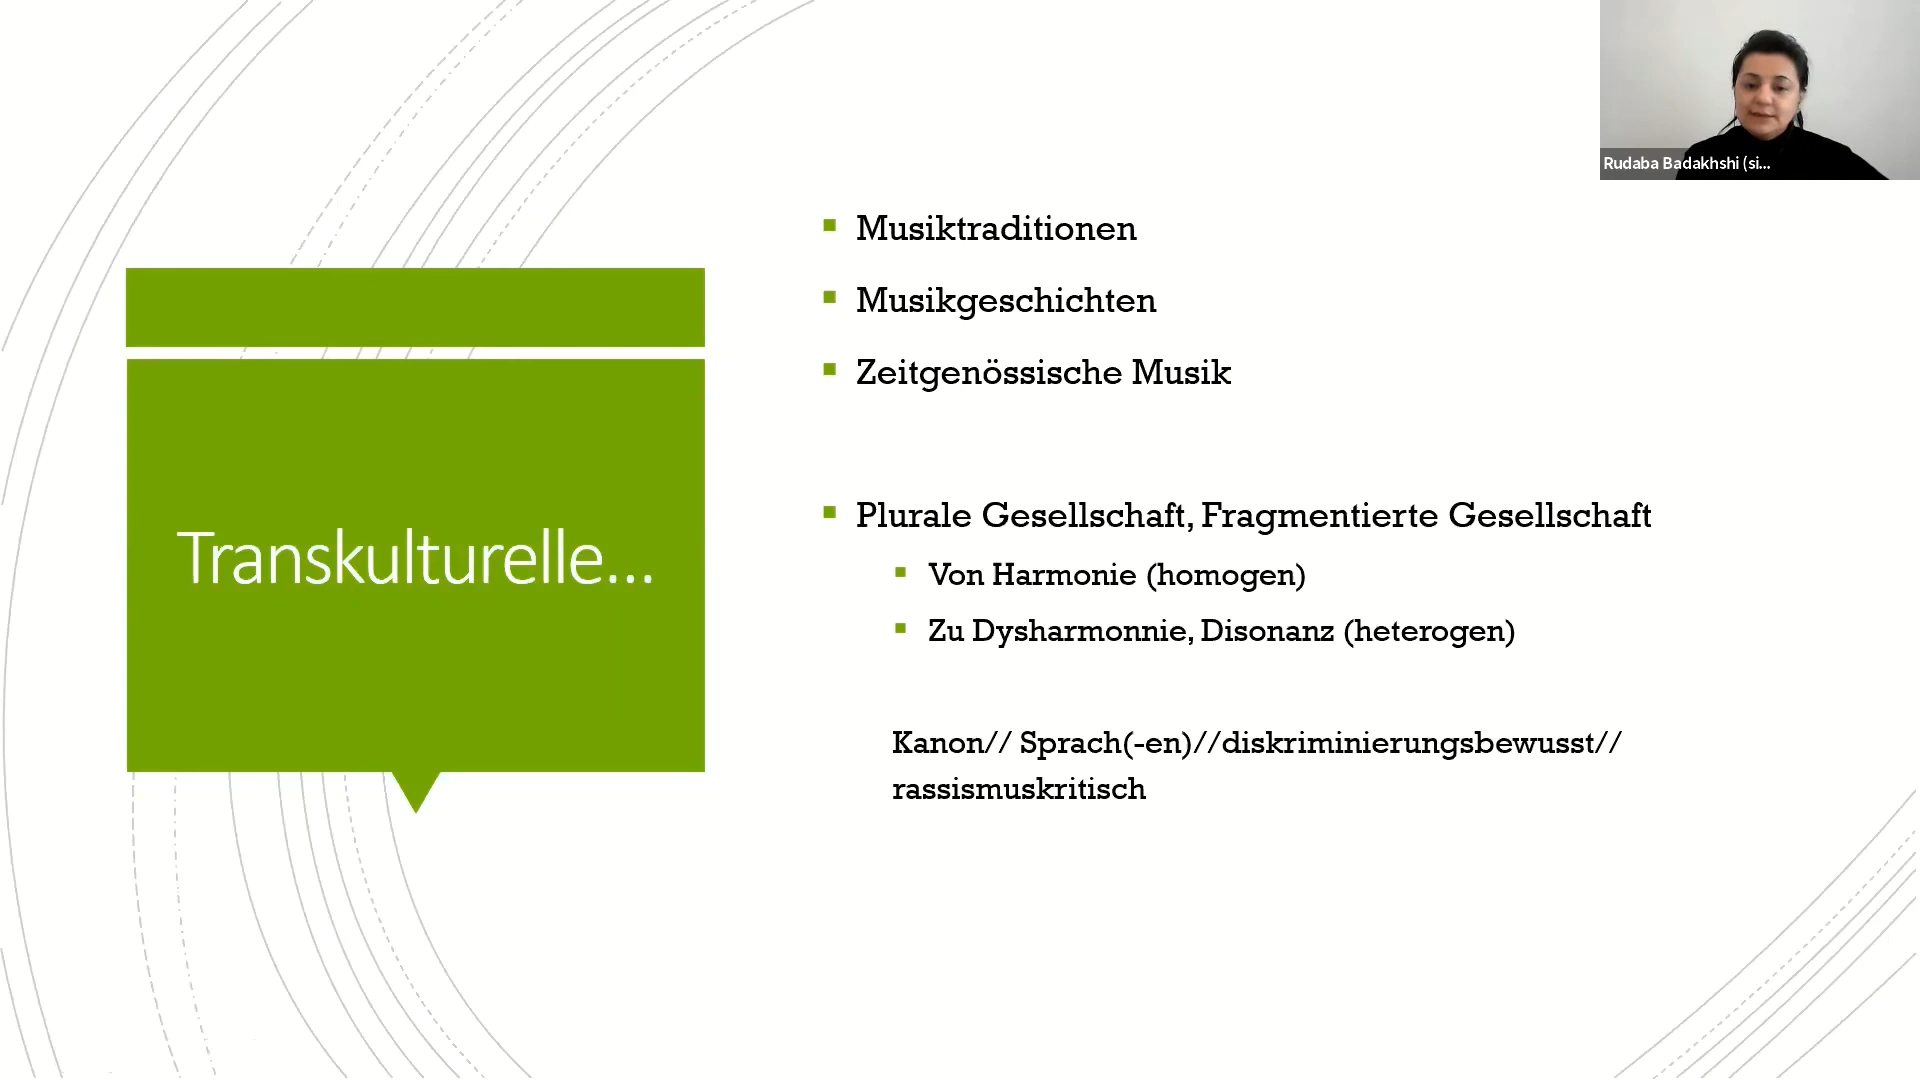 Transkulturelle...
Musiktraditionen
Musikgeschichten
Zeitgenössische Musik
Plurale Gesellschaft, Fragmentierte Gesellschaft
Von Harmonie (homogen)
Zu Dysharmonnie, Disonanz (heterogen)
Kanon// Sprach(-en)//diskriminierungsbewusst//
rassismuskritisch
Rudaba Badakhshi (si...